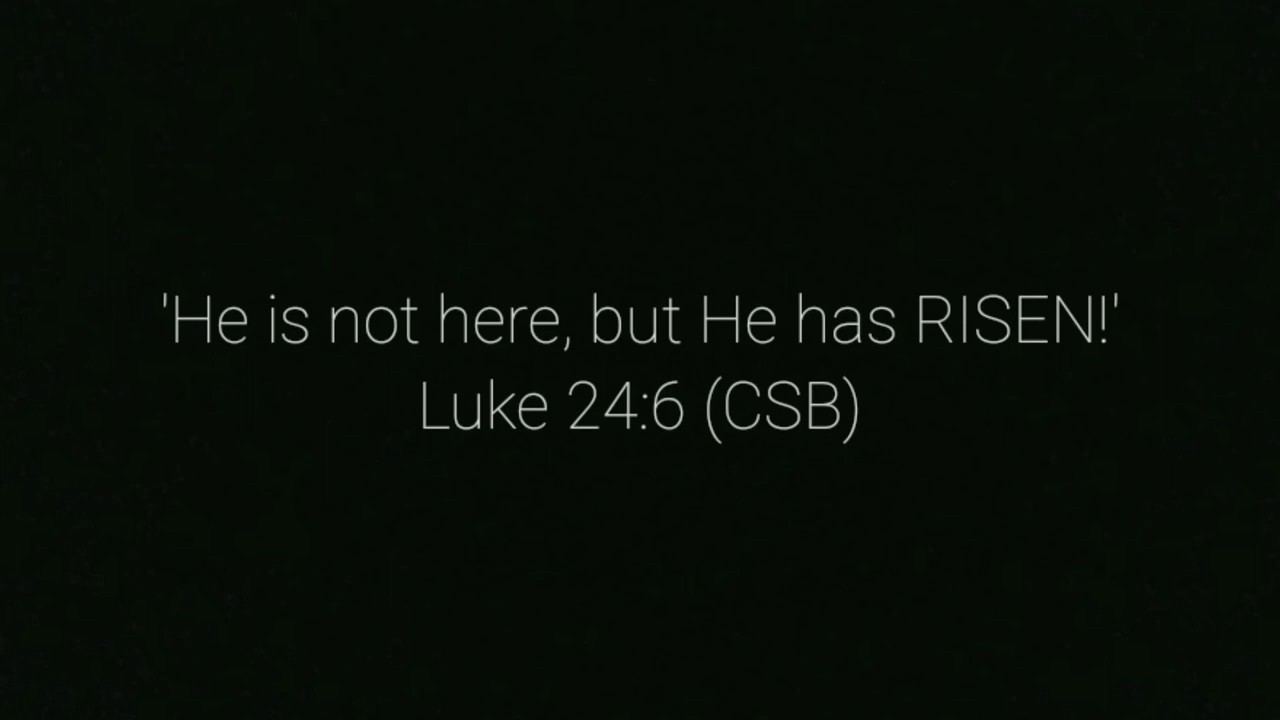 'He is not here, but He has RISEN!'
Luke 24:6 (CSB)